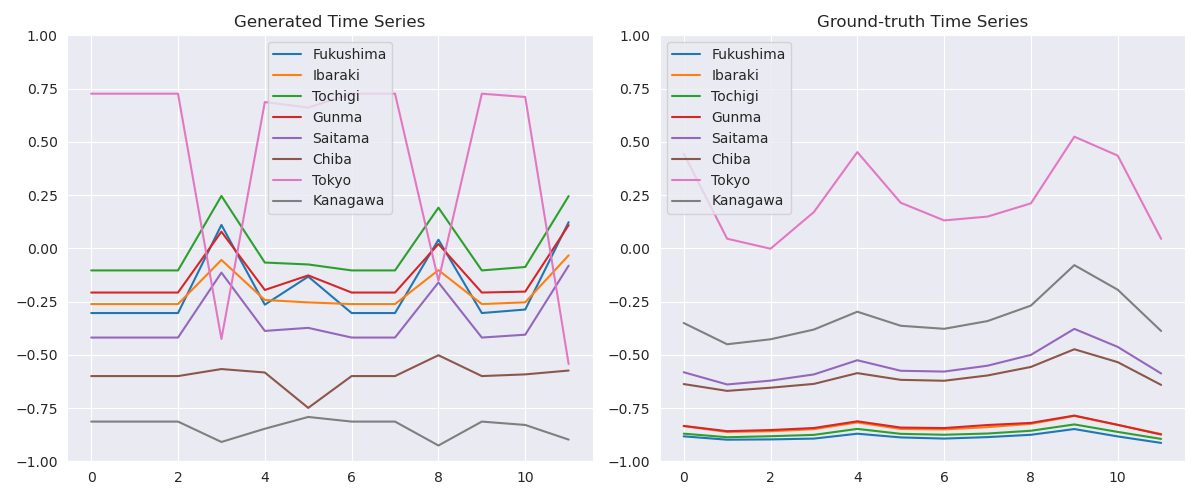 Generated Time Series
1.00
0.75
0.50
0.25
0.00
−0.25
−0.50
−0.75
−1.00
0
2
4
6
8
10
Fukushima
Ibaraki
Tochigi
Gunma
Saitama
Chiba
Tokyo
Kanagawa
Ground-truth Time Series
1.00
0.75
0.50
0.25
0.00
−0.25
−0.50
−0.75
−1.00
0
2
4
6
8
10
Fukushima
Ibaraki
Tochigi
Gunma
Saitama
Chiba
Tokyo
Kanagawa